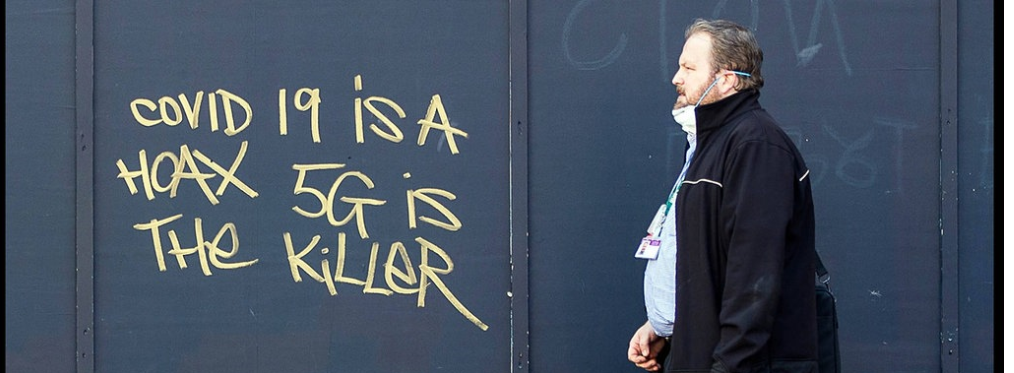 COVID 19 iS A
HOAX 5G iS
THe KiLLeR